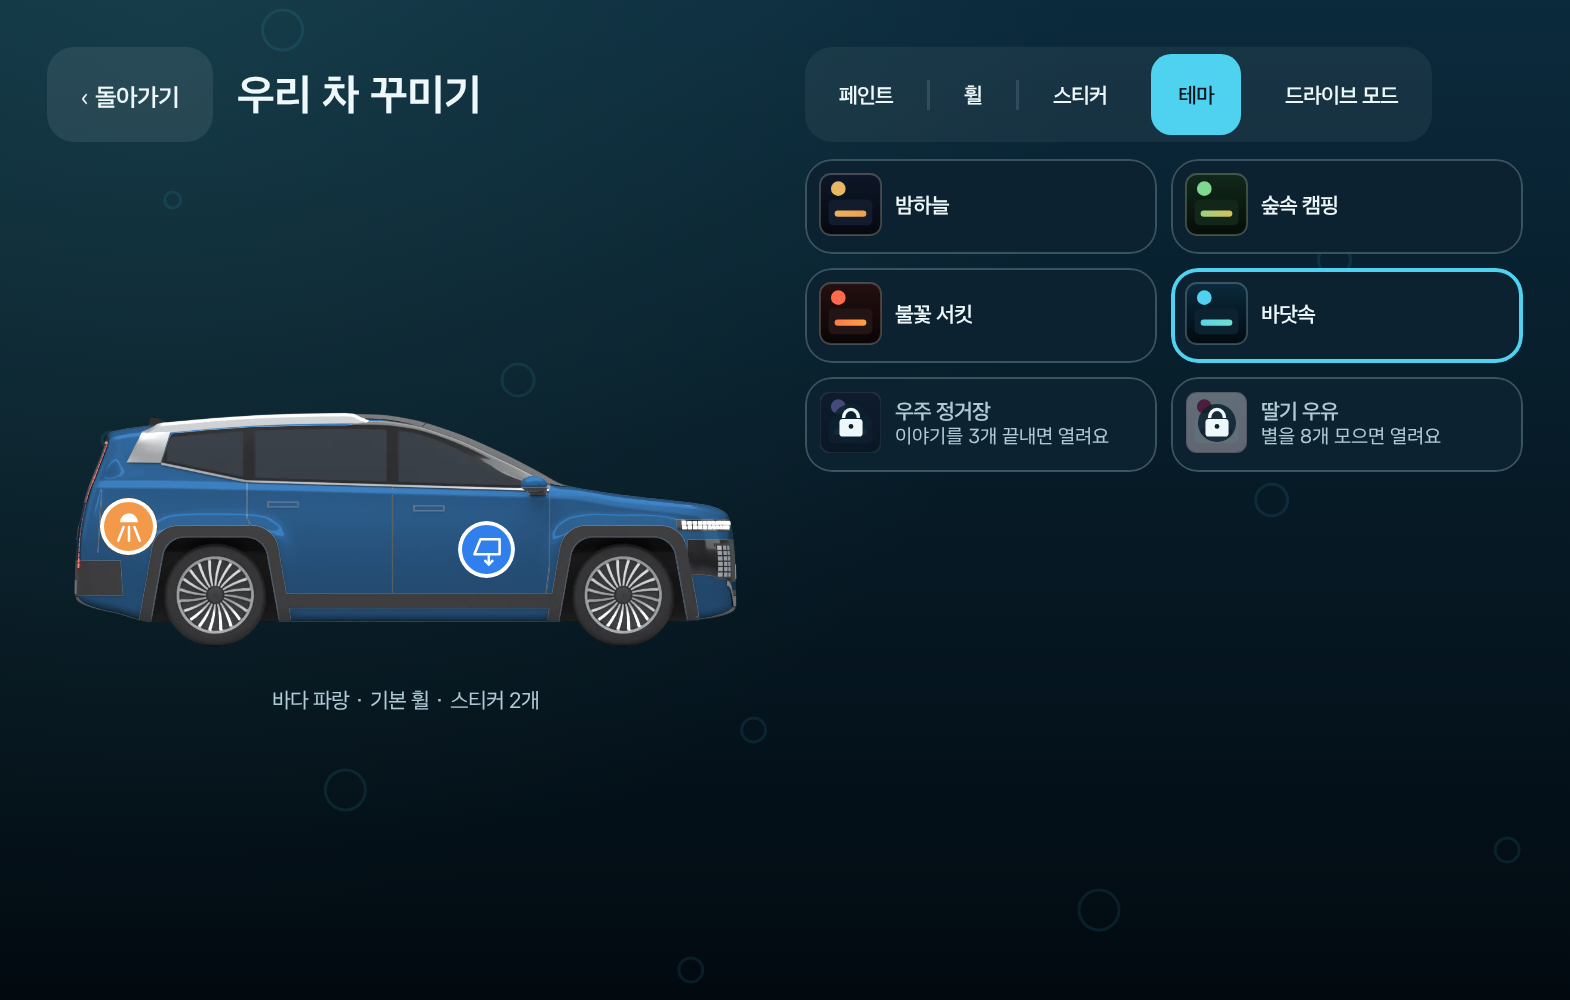 ‹ 돌아가기
우리 차 꾸미기
페인트
휠
스티커
테마
드라이브 모드
밤하늘
숲속 캠핑
불꽃 서킷
바닷속
우주 정거장
이야기를 3개 끝내면 열려요
딸기 우유
별을 8개 모으면 열려요
바다 파랑 · 기본 휠 · 스티커 2개